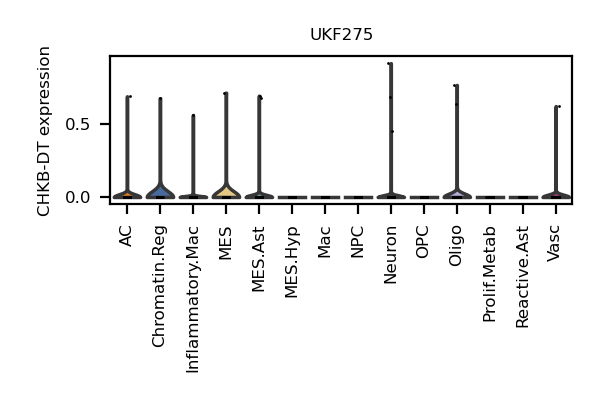 UKF275
CHKB-DT expression
0.5
0.0
AC
Chromatin.Reg
Inflammatory.Mac
MES
MES.Ast
MES.Hyp
Mac
NPC
Neuron
OPC
Oligo
Prolif.Metab
Reactive.Ast
Vasc